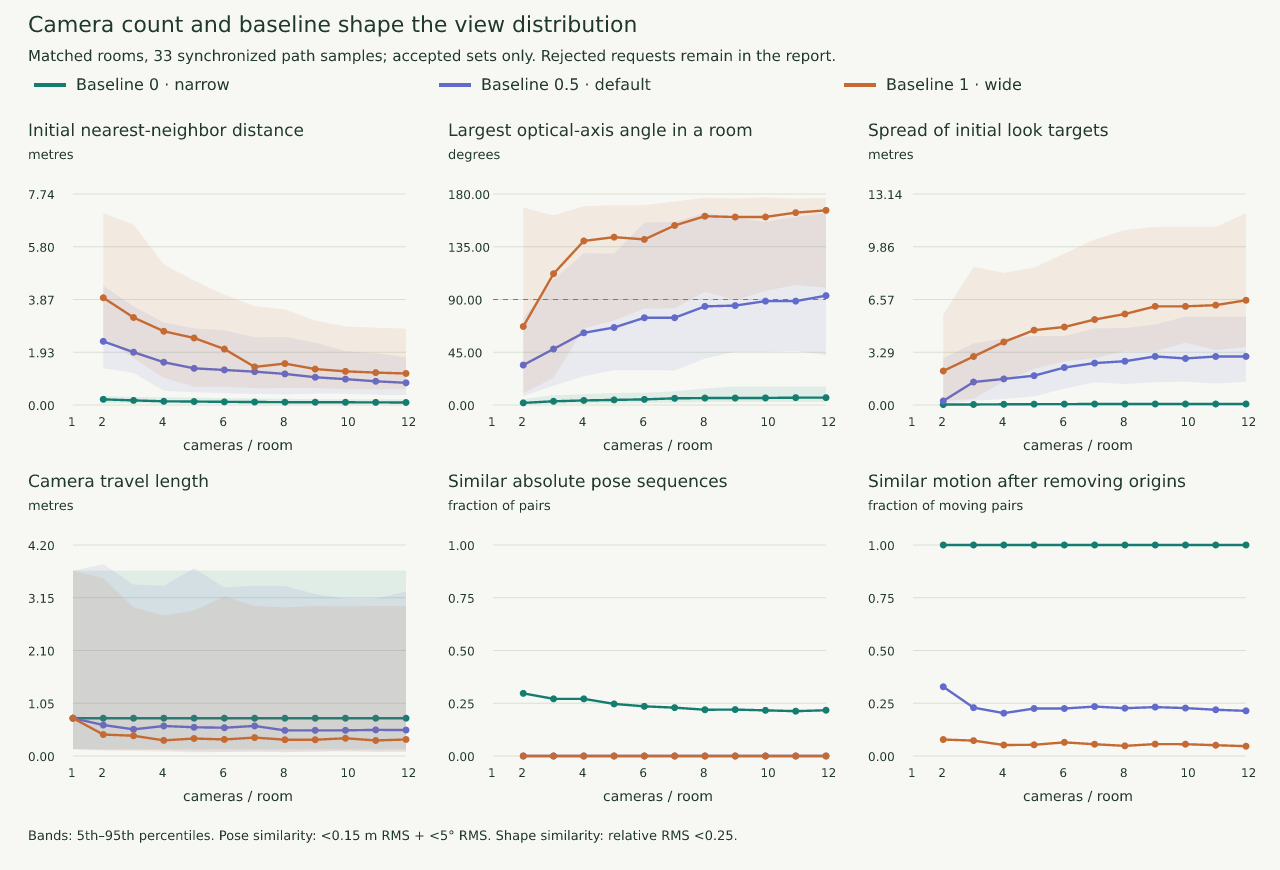 Camera count and baseline shape the view distribution
Matched rooms, 33 synchronized path samples; accepted sets only. Rejected requests remain in the report.
Baseline 0 · narrow
Baseline 0.5 · default
Baseline 1 · wide
Initial nearest-neighbor distance
metres
7.74
5.80
3.87
1.93
0.00
1 2 4 6 8 10 12
cameras / room
Largest optical-axis angle in a room
degrees
180.00
135.00
90.00
45.00
0.00
1 2 4 6 8 10 12
cameras / room
Spread of initial look targets
metres
13.14
9.86
6.57
3.29
0.00
1 2 4 6 8 10 12
cameras / room
Camera travel length
metres
4.20
3.15
2.10
1.05
0.00
1 2 4 6 8 10 12
cameras / room
Similar absolute pose sequences
fraction of pairs
1.00
0.75
0.50
0.25
0.00
1 2 4 6 8 10 12
cameras / room
Similar motion after removing origins
fraction of moving pairs
1.00
0.75
0.50
0.25
0.00
1 2 4 6 8 10 12
cameras / room
Bands: 5th–95th percentiles. Pose similarity: <0.15 m RMS + <5° RMS. Shape similarity: relative RMS <0.25.